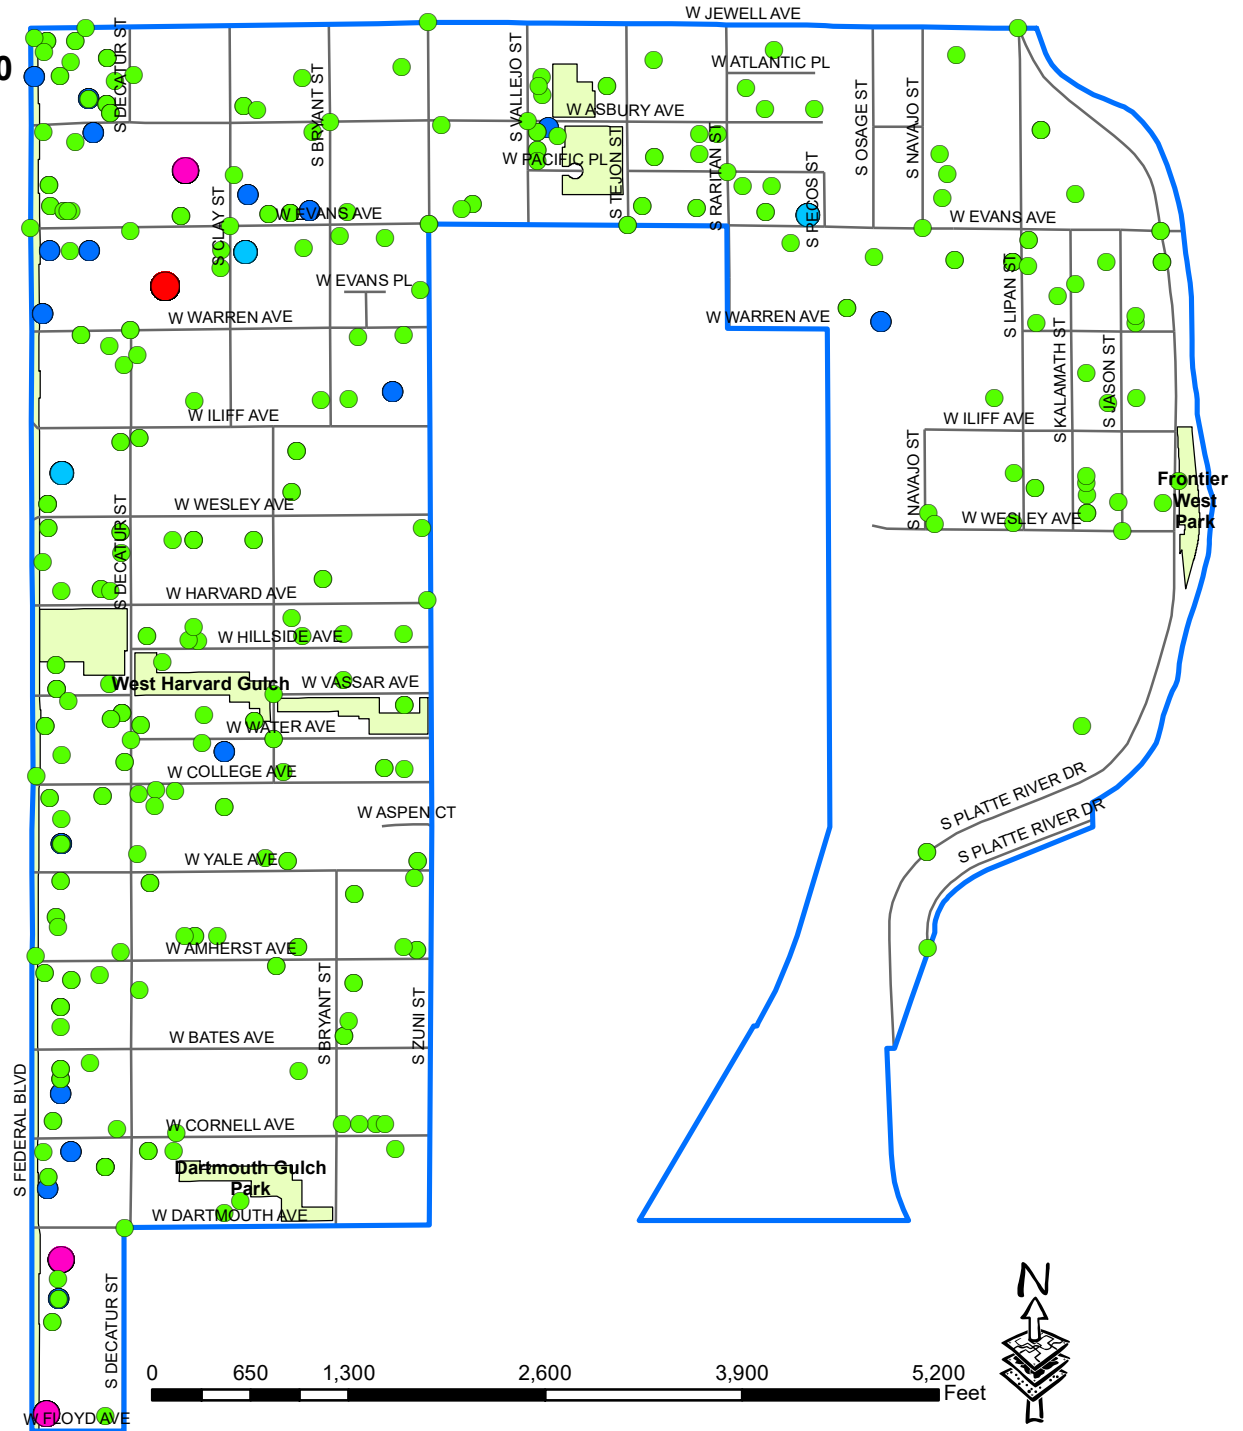 W JEWELL AVE
0
S DECATUR ST
S BRYANT ST
S VALLEJO ST
W ATLANTIC PL
W ASBURY AVE
S OSAGE ST
S NAVAJO ST
W PACIFIC PL
S TEJON ST
S RARITAN ST
S PECOS ST
S CLAY ST
W EVANS AVE
W EVANS AVE
W EVANS PL
W WARREN AVE
W WARREN AVE
S LIPAN ST
S KALAMATH ST
S JASON ST
W ILIFF AVE
W ILIFF AVE
S NAVAJO ST
Frontier
West
Park
W WESLEY AVE
W WESLEY AVE
S DECATUR ST
W HARVARD AVE
W HILLSIDE AVE
West Harvard Gulch
W VASSAR AVE
W WATER AVE
W COLLEGE AVE
S PLATTE RIVER DR
S PLATTE RIVER DR
W ASPEN CT
W YALE AVE
W AMHERST AVE
S BRYANT ST
S ZUNI ST
W BATES AVE
S FEDERAL BLVD
W CORNELL AVE
Dartmouth Gulch
Park
W DARTMOUTH AVE
S DECATUR ST
N
0 650 1,300 2,600 3,900 5,200
Feet
W FLOYD AVE